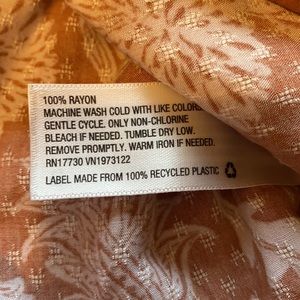 100% RAYON
MACHINE WASH COLD WITH LIKE COLORS
GENTLE CYCLE. ONLY NON-CHLORINE
BLEACH IF NEEDED. TUMBLE DRY LOW.
REMOVE PROMPTLY. WARM IRON IF NEEDED.
RN17730 VN1973122
LABEL MADE FROM 100% RECYCLED PLASTIC